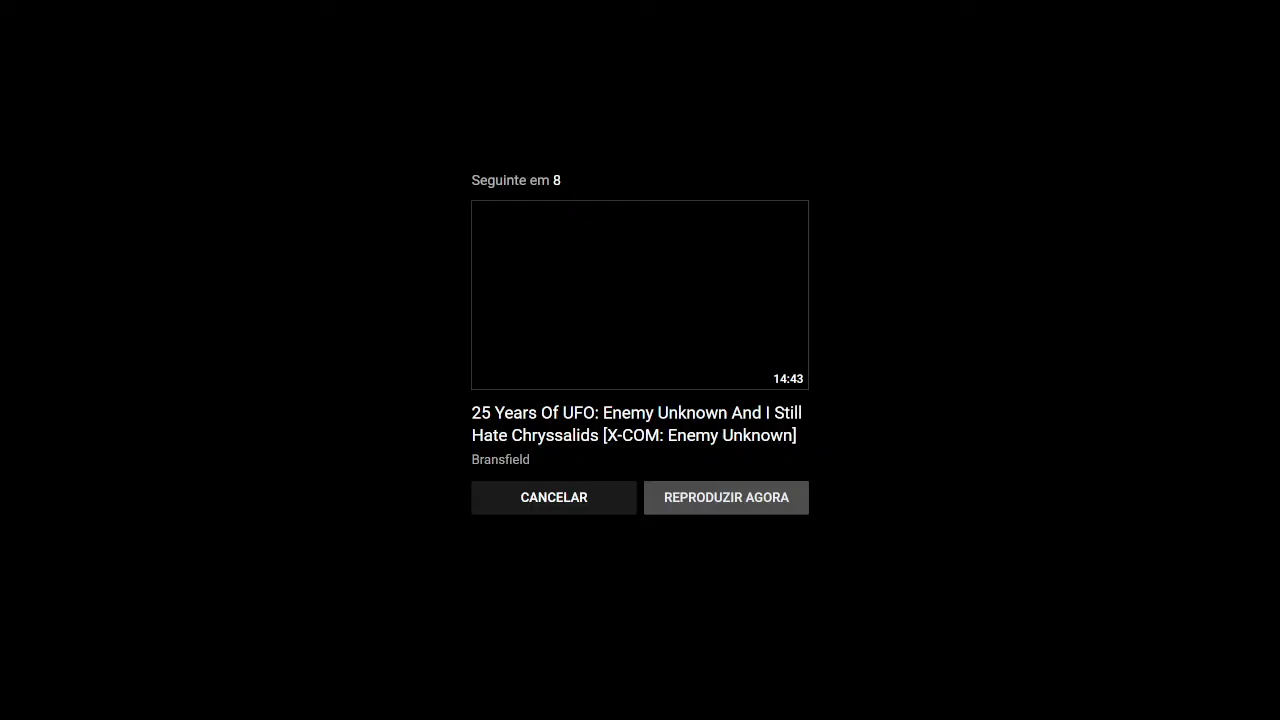 Seguinte em 8
14:43
25 Years Of UFO: Enemy Unknown And I Still
Hate Chryssalids [X-COM: Enemy Unknown]
Bransfield
CANCELAR
REPRODUZIR AGORA